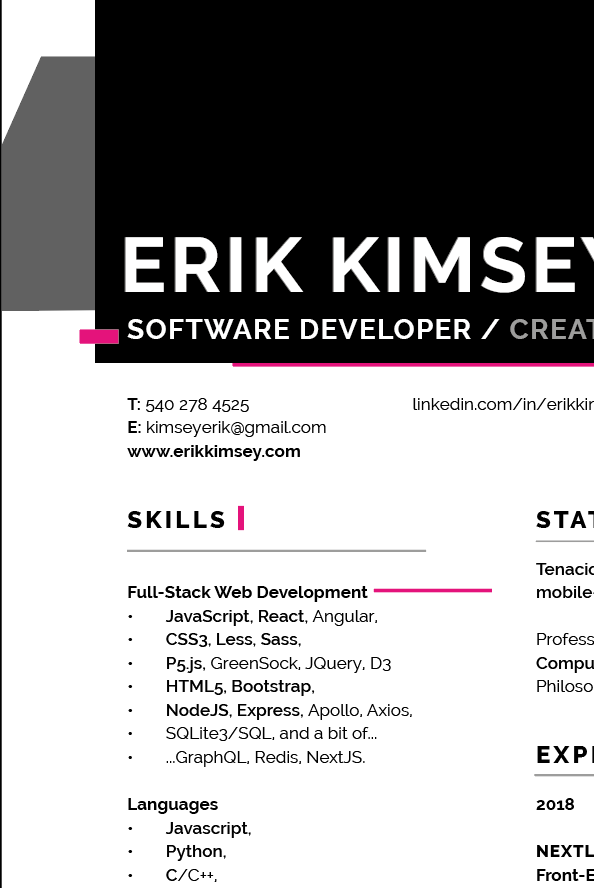 ERIK KIMSEY
SOFTWARE DEVELOPER / CREAT
T: 540 278 4525
E: kimseyerik@gmail.com
www.erikkimsey.com
linkedin.com/in/erikkim
SKILLS
Full-Stack Web Development
• JavaScript, React, Angular,
• CSS3, Less, Sass,
• P5.js, GreenSock, JQuery, D3
• HTML5, Bootstrap,
• NodeJS, Express, Apollo, Axios,
• SQLite3/SQL, and a bit of...
• ...GraphQL, Redis, NextJS.
Languages
• Javascript,
• Python,
• C/C++,
STAT
Tenacio
mobile-
Profess
Compu
Philoso
EXPE
2018
NEXTL
Front-E